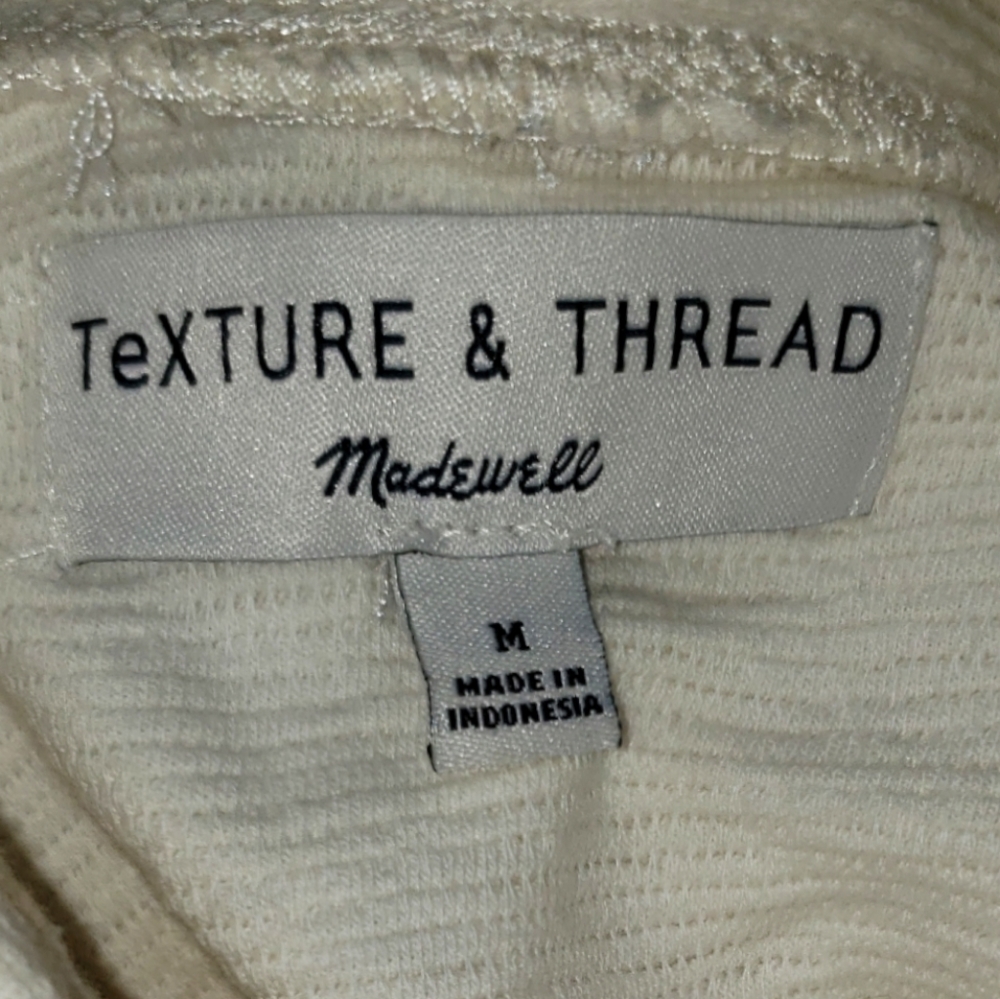 TeXTURE & THREAD
Madewell
M
MADE IN
INDONESIA